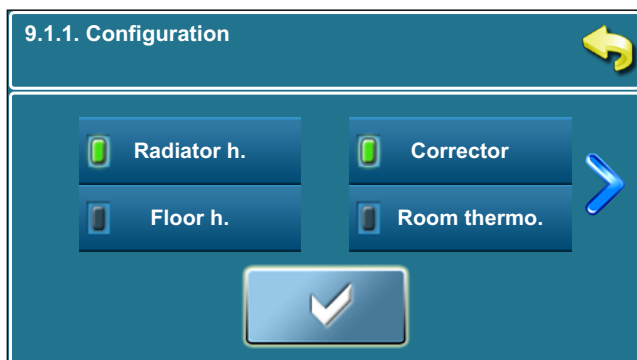 9.1.1. Configuration
Radiator h.
Corrector
Floor h.
Room thermo.